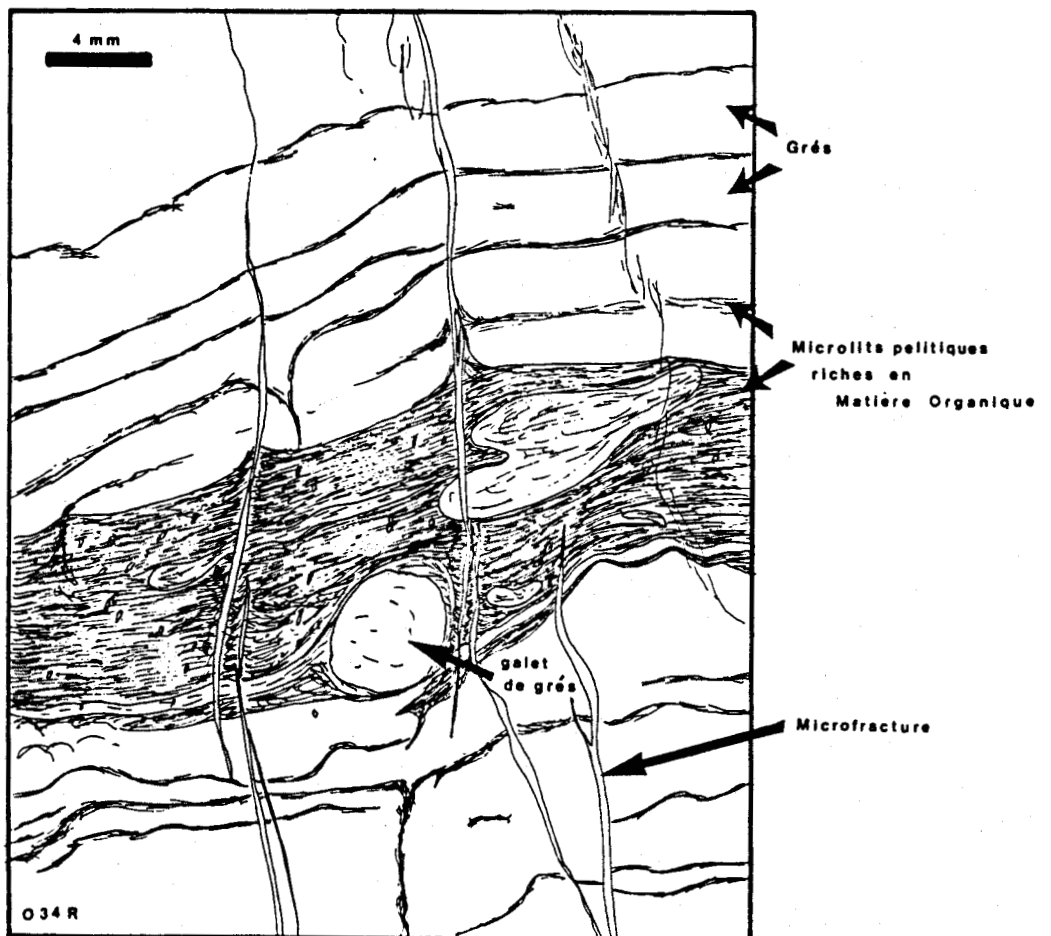 4 mm
Grés
Microlits pelitiques
riches en
Matière Organique
galet
de grés
Microfracture
O34R